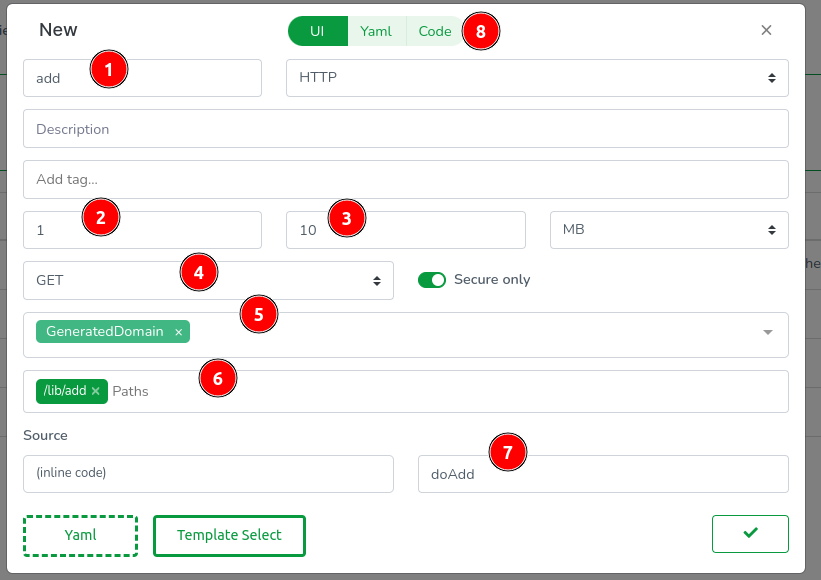 New
UI Yaml Code 8
add 1
HTTP
Description
Add tag...
1 2
10 3
MB
GET 4
Secure only
5
GeneratedDomain ×
/lib/add × Paths 6
Source
(inline code)
doAdd 7
Yaml
Template Select